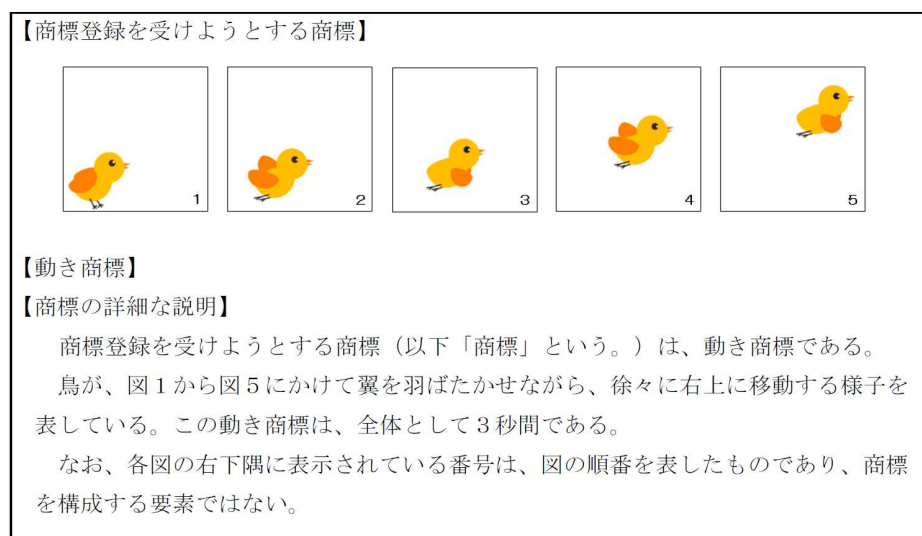 【商標登録を受けようとする商標】
1
2
3
4
5
【動き商標】
【商標の詳細な説明】
商標登録を受けようとする商標（以下「商標」という。）は、動き商標である。
鳥が、図１から図５にかけて翼を羽ばたかせながら、徐々に右上に移動する様子を
表している。この動き商標は、全体として３秒間である。
なお、各図の右下隅に表示されている番号は、図の順番を表したものであり、商標
を構成する要素ではない。